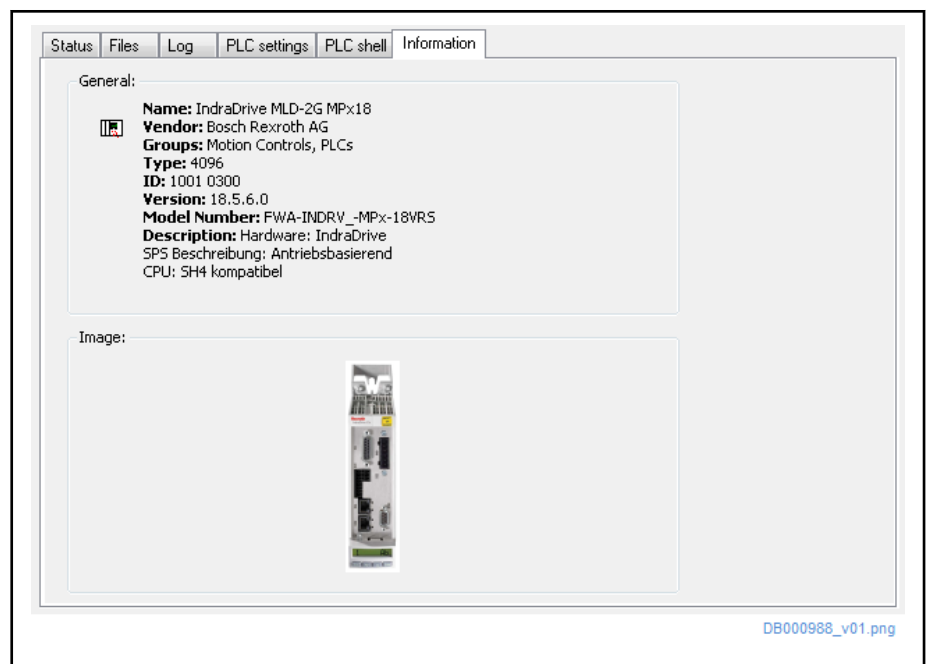 Status Files Log PLC settings PLC shell Information
General:
Name: IndraDrive MLD-2G MPx18
Vendor: Bosch Rexroth AG
Groups: Motion Controls, PLCs
Type: 4096
ID: 1001 0300
Version: 18.5.6.0
Model Number: FWA-INDRV_-MPx-18VRS
Description: Hardware: IndraDrive
SPS Beschreibung: Antriebsbasierend
CPU: SH4 kompatibel
Image:
DB000988_v01.png